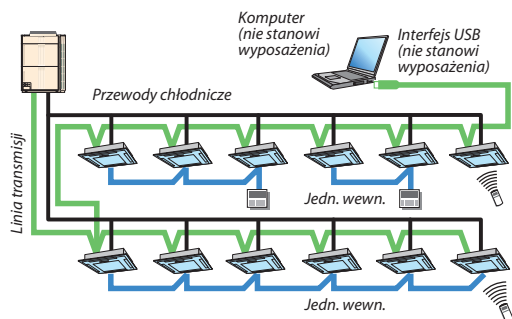 Komputer
(nie stanowi
wyposażenia)
Interfejs USB
(nie stanowi
wyposażenia)
Przewody chłodnicze
Linia transmisji
Jedn. wewn.
Jedn. wewn.